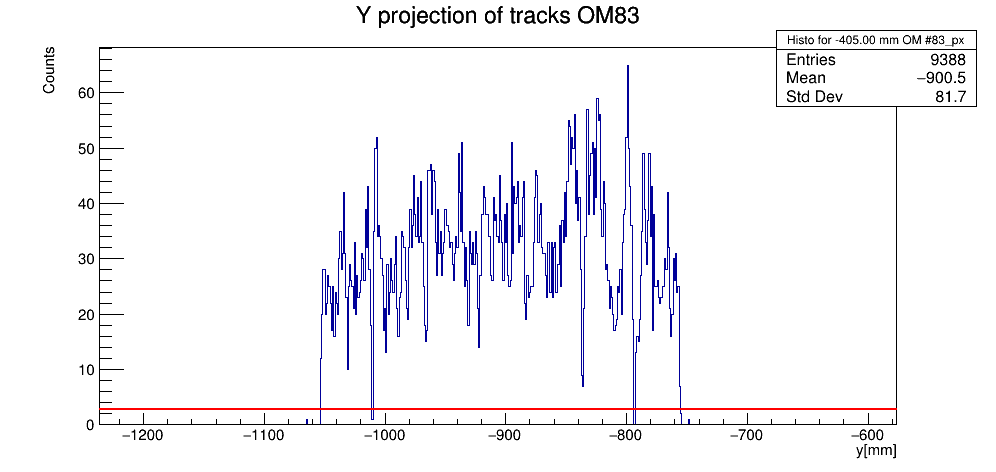 Y projection of tracks OM83
Histo for -405.00 mm OM #83_px
Entries 9388
Mean −900.5
Std Dev 81.7
Counts
60
50
40
30
20
10
0
−1200 −1100 −1000 −900 −800 −700 −600
y[mm]